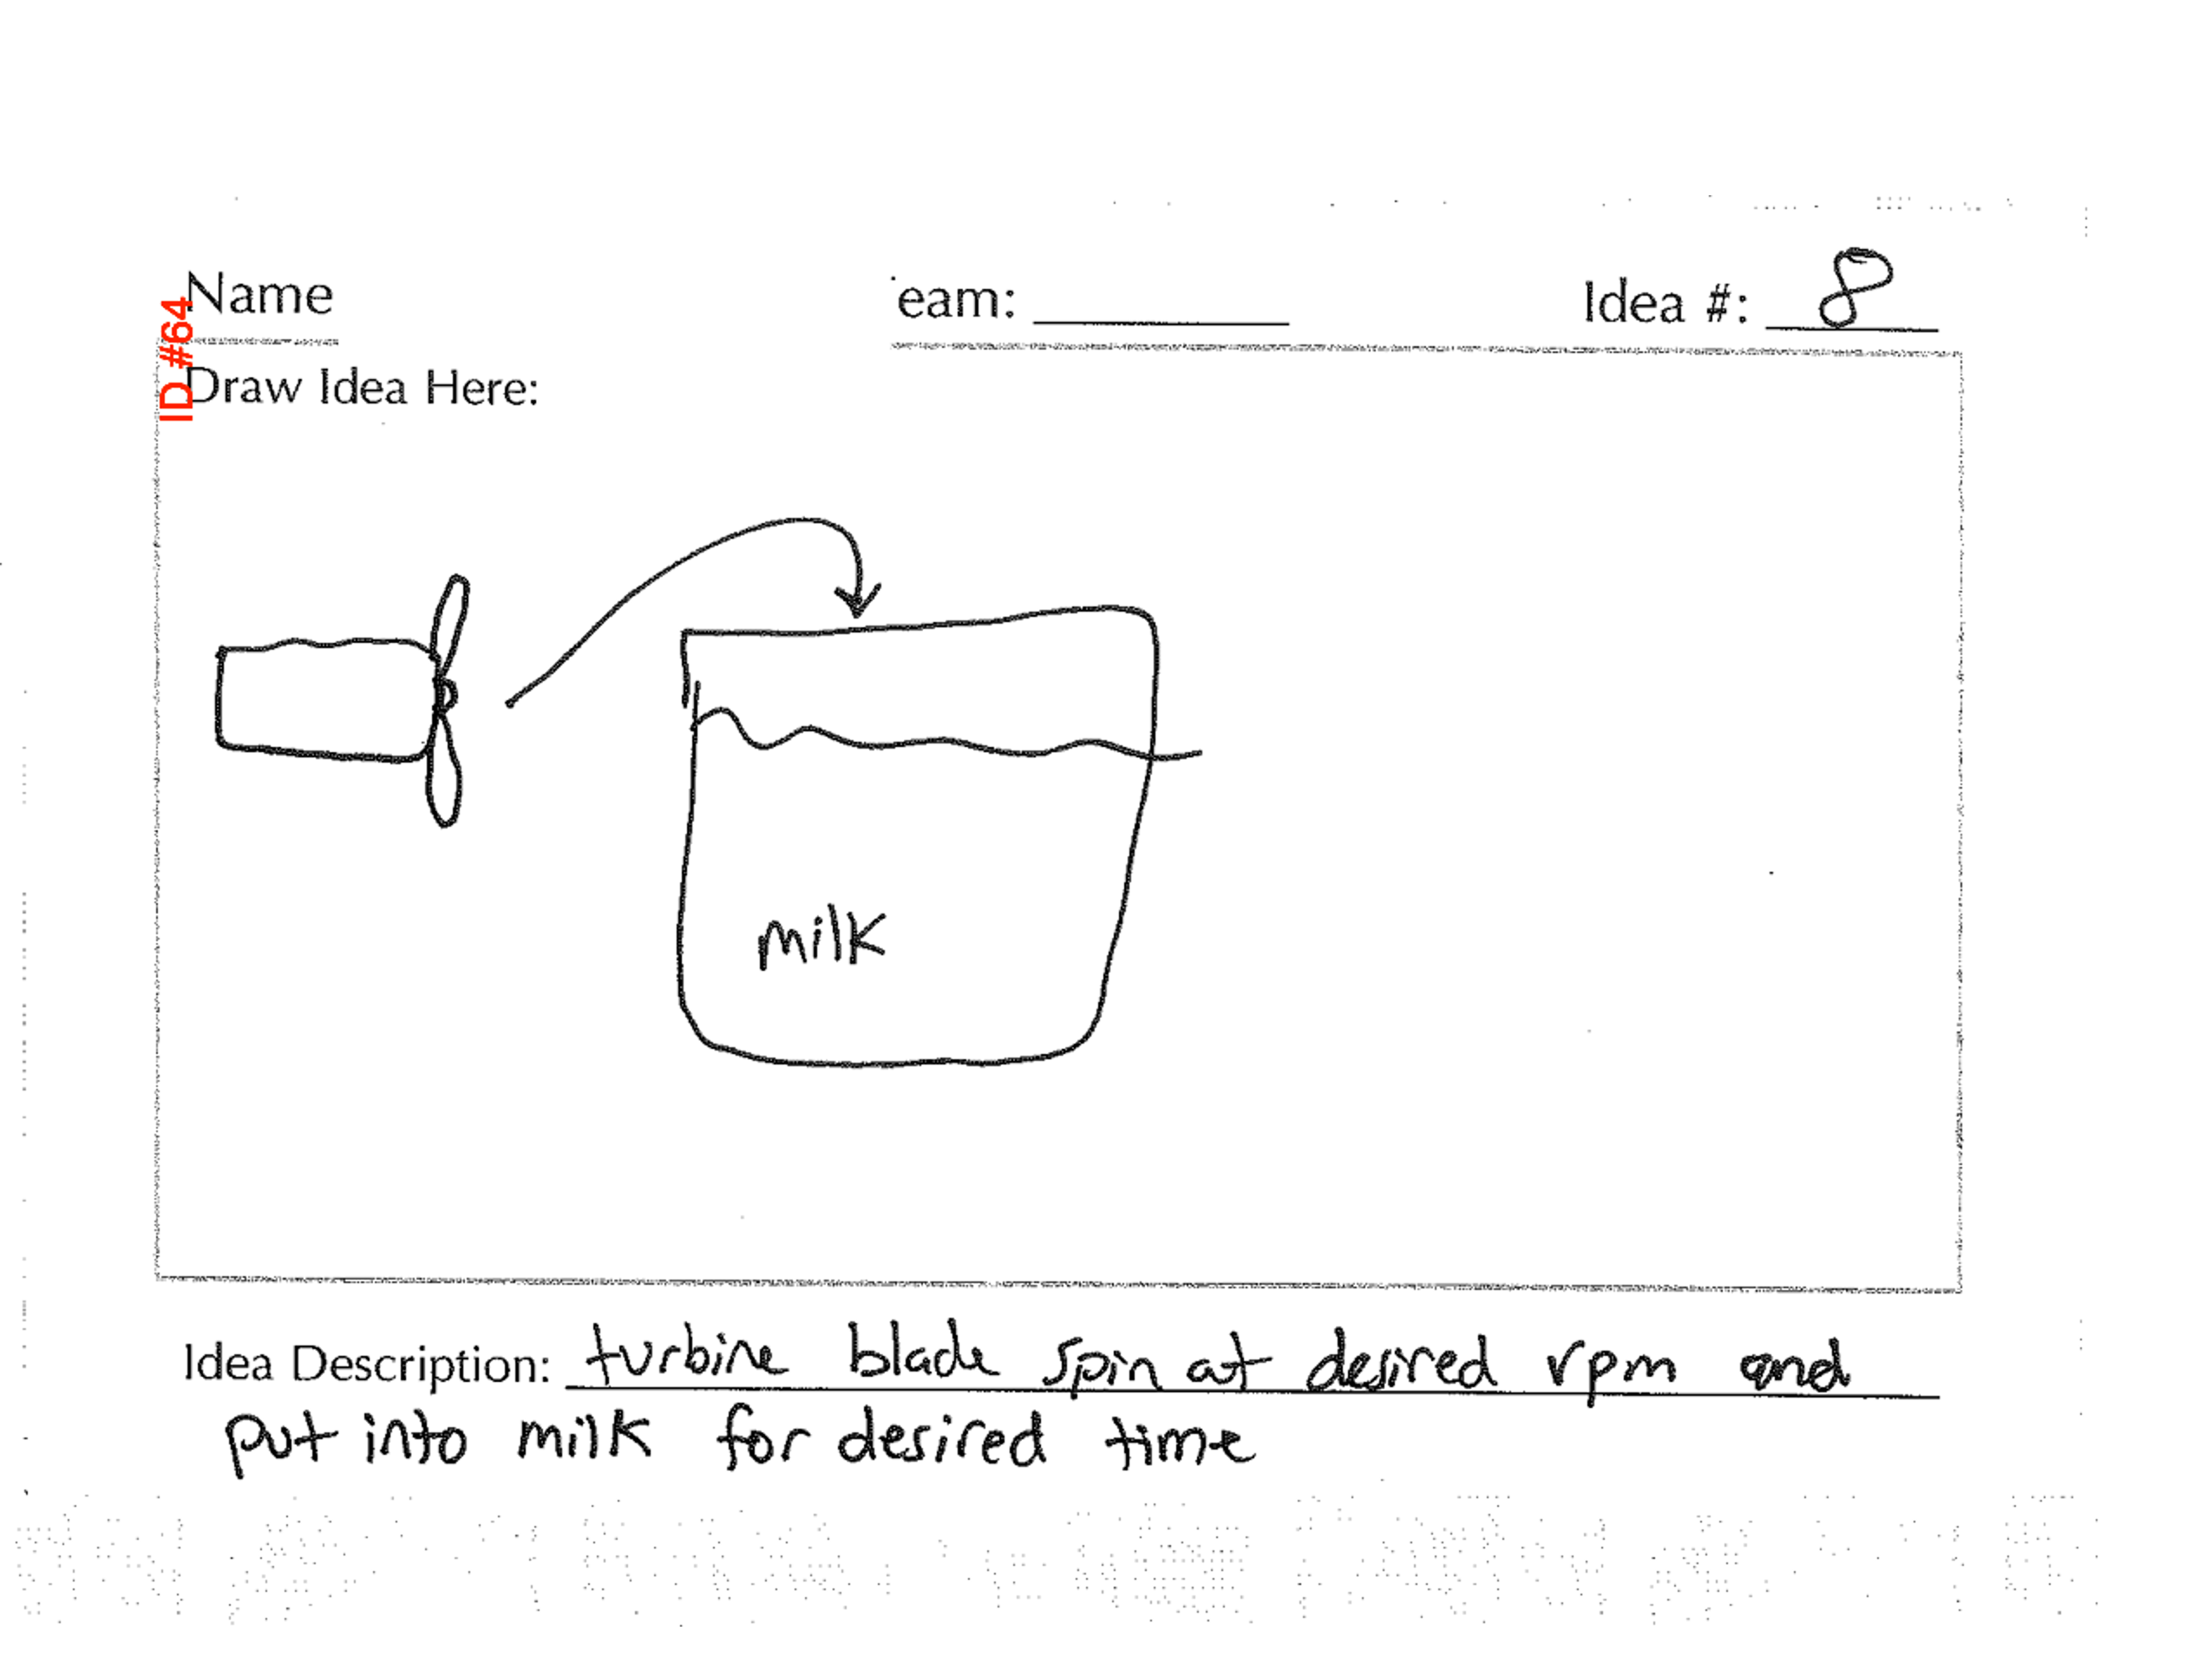 Name eam: Idea #: 8
ID #64
Draw Idea Here:
milk
Idea Description: turbine blade spin at desired rpm and
put into milk for desired time